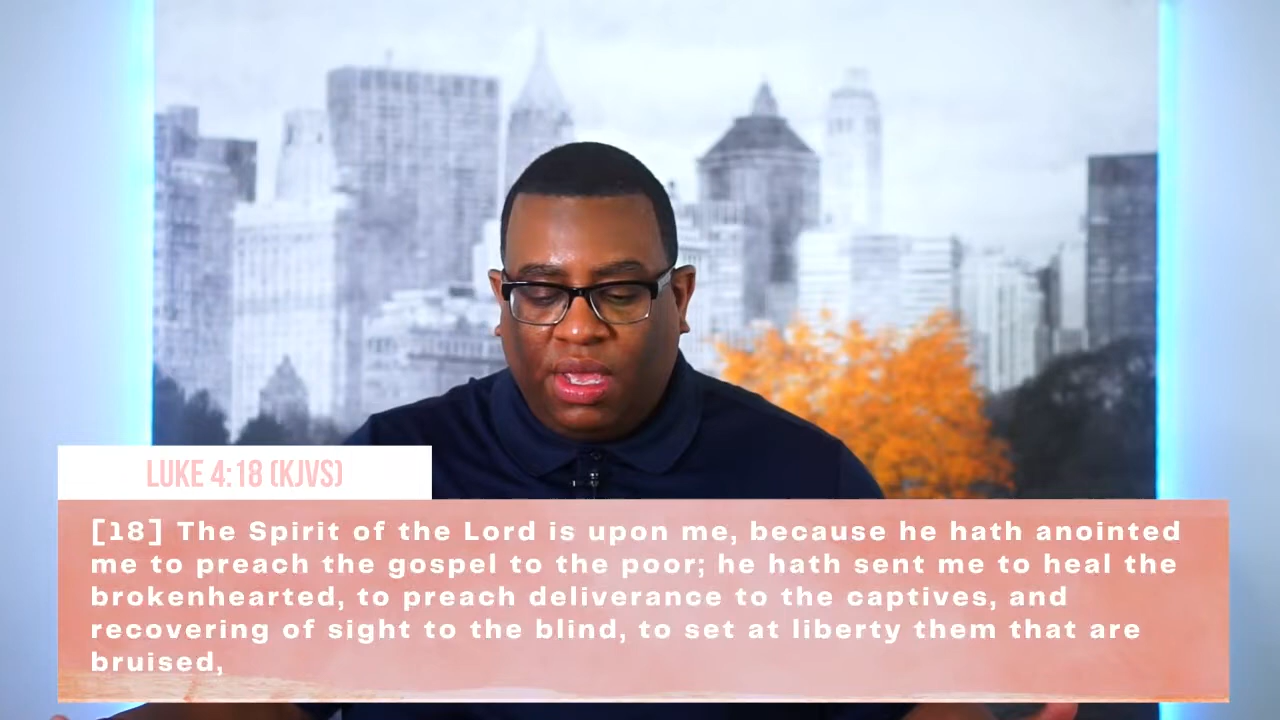 LUKE 4:18 (KJVS)
[18] The Spirit of the Lord is upon me, because he hath anointed
me to preach the gospel to the poor; he hath sent me to heal the
brokenhearted, to preach deliverance to the captives, and
recovering of sight to the blind, to set at liberty them that are
bruised,